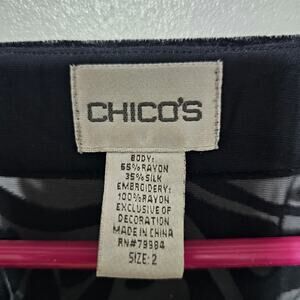 CHICO'S
BODY:
65% RAYON
35% SILK
EMBROIDERY:
100% RAYON
EXCLUSIVE OF
DECORATION
MADE IN CHINA
RN#79984
SIZE: 2